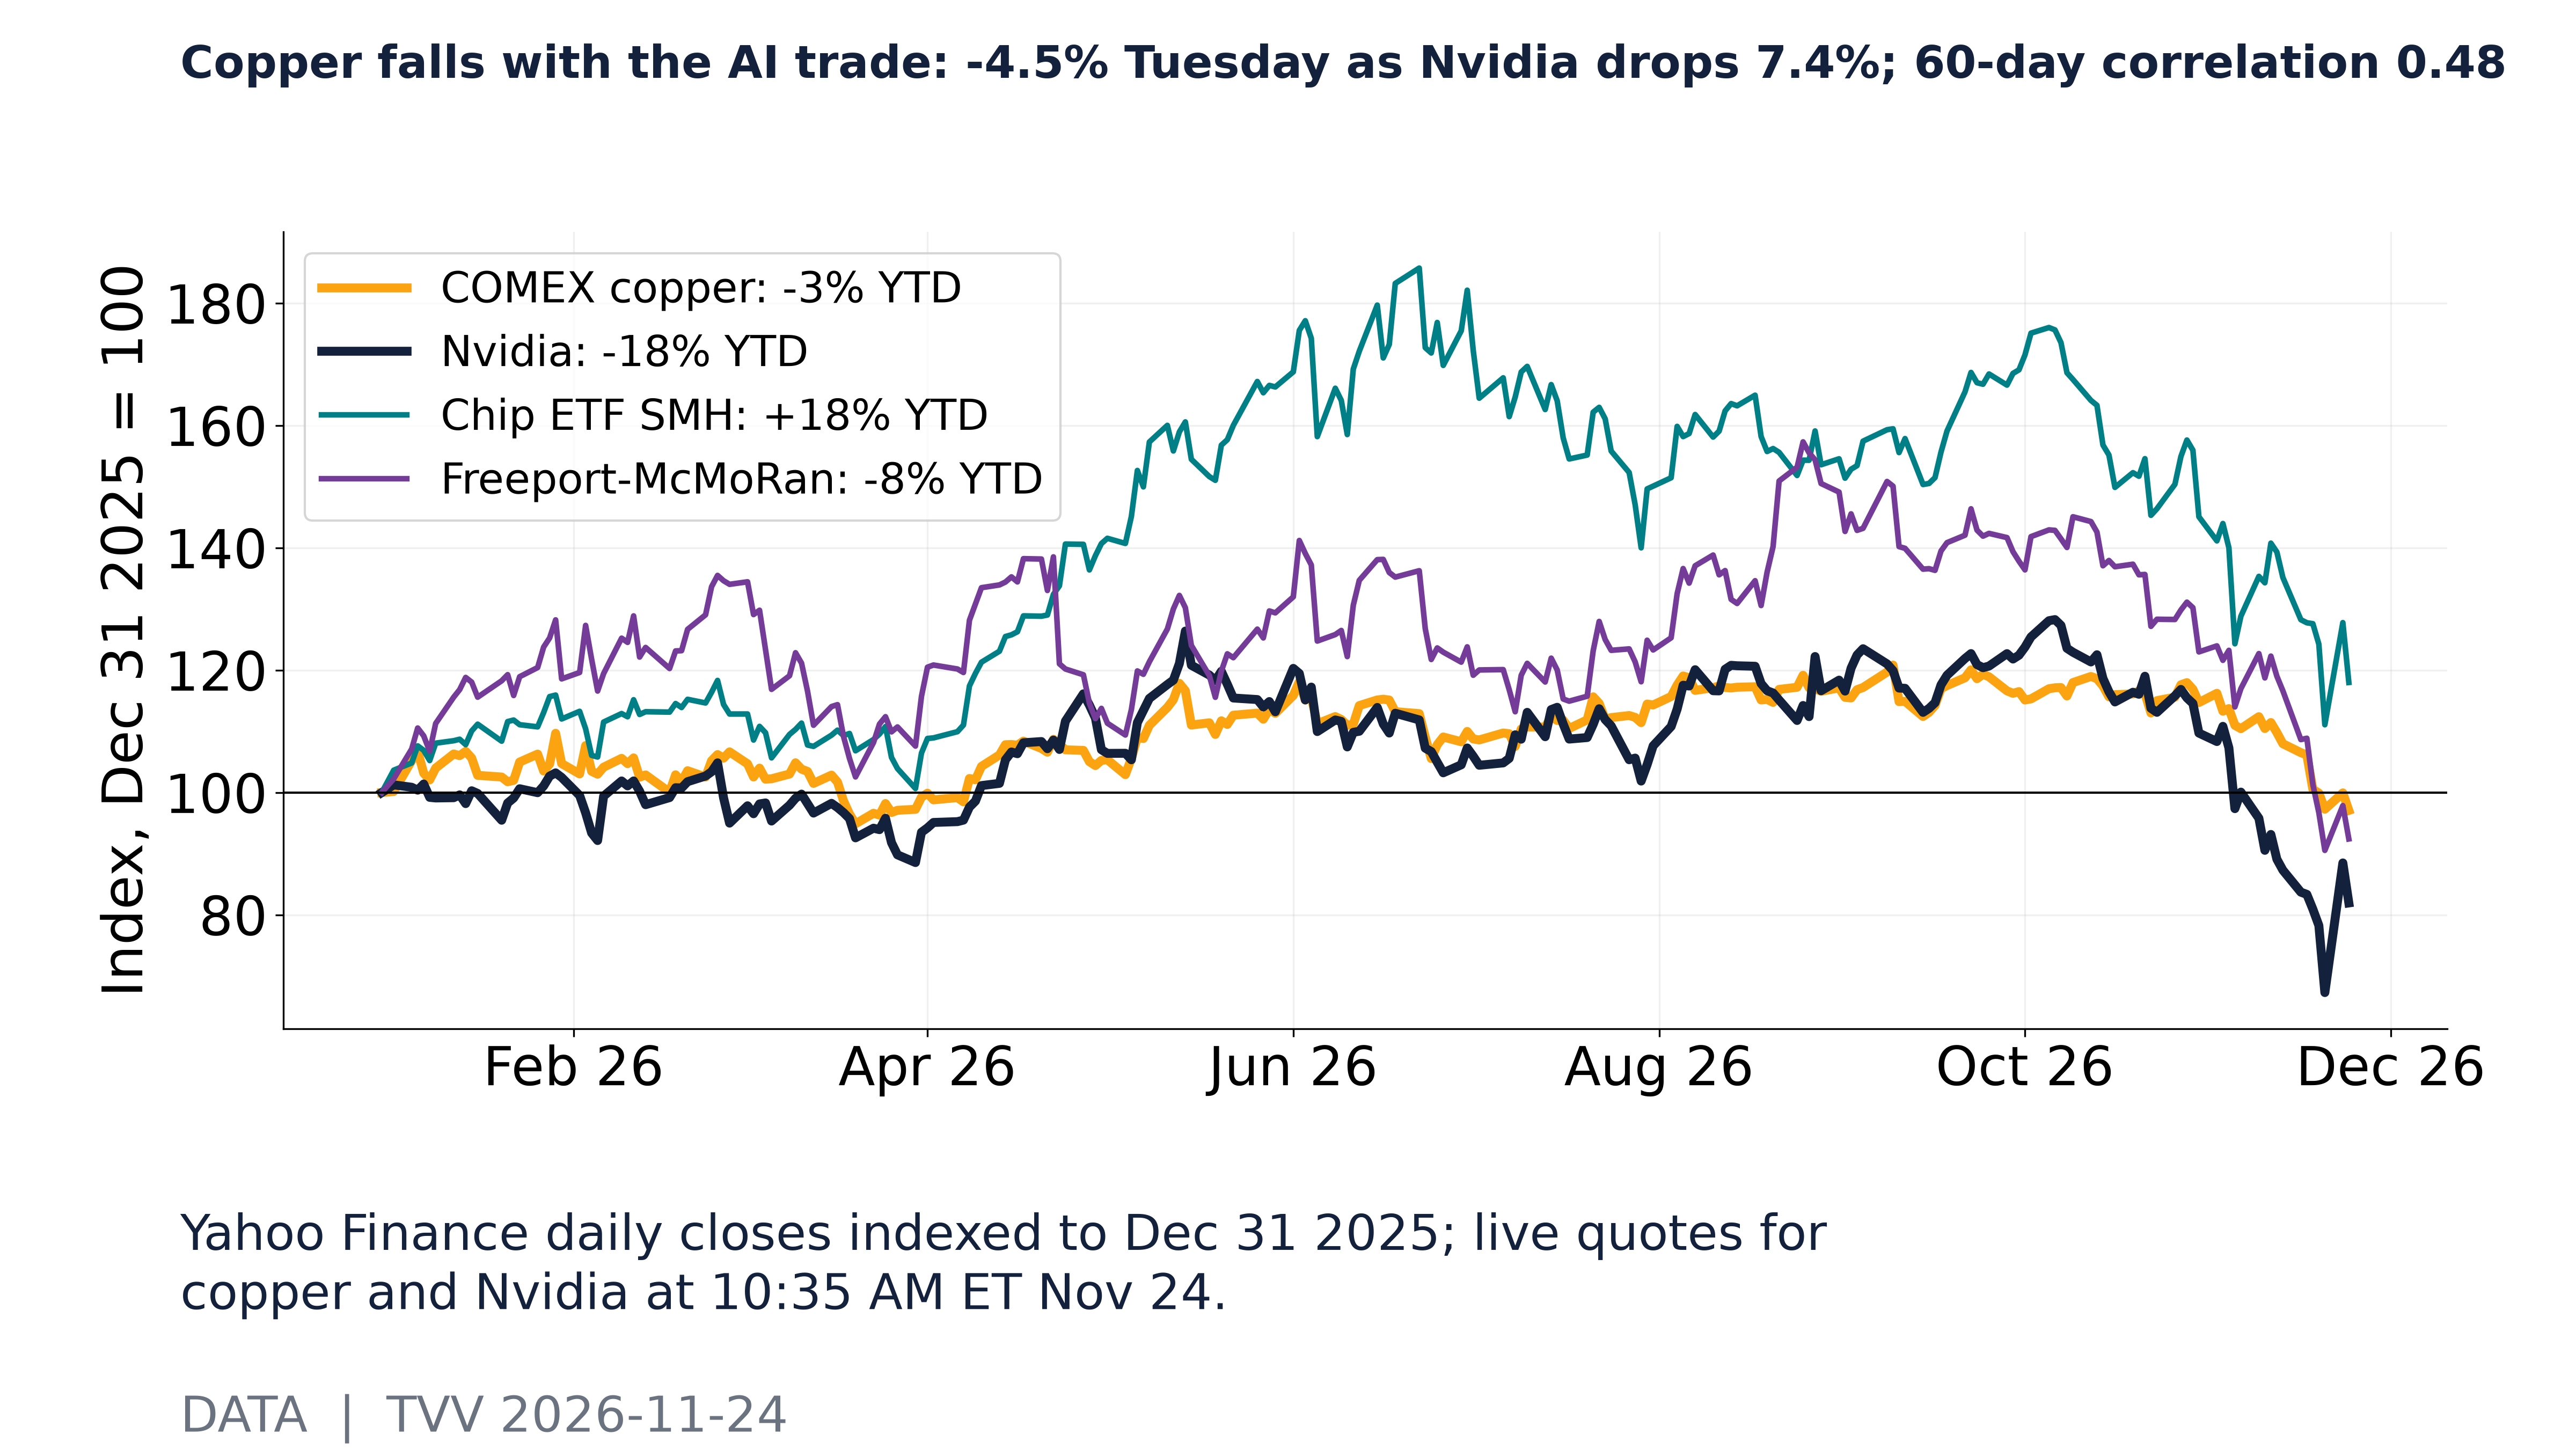 Copper falls with the AI trade: -4.5% Tuesday as Nvidia drops 7.4%; 60-day correlation 0.48
Index, Dec 31 2025 = 100
180
160
140
120
100
80
COMEX copper: -3% YTD
Nvidia: -18% YTD
Chip ETF SMH: +18% YTD
Freeport-McMoRan: -8% YTD
Feb 26
Apr 26
Jun 26
Aug 26
Oct 26
Dec 26
Yahoo Finance daily closes indexed to Dec 31 2025; live quotes for
copper and Nvidia at 10:35 AM ET Nov 24.
DATA | TVV 2026-11-24